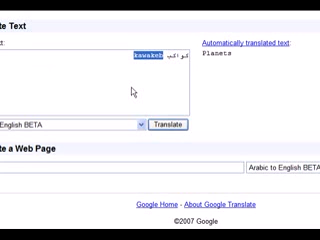 te Text
t:
Automatically translated text:
كواكب kawakeb
Planets
English BETA
Translate
te a Web Page
Arabic to English BETA
Google Home - About Google Translate
©2007 Google